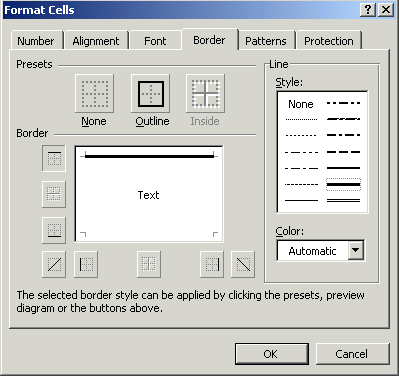 Format Cells
Number Alignment Font Border Patterns Protection
Presets
Line
Style:
None
None Outline Inside
Border
Text
Color:
Automatic
The selected border style can be applied by clicking the presets, preview
diagram or the buttons above.
OK Cancel